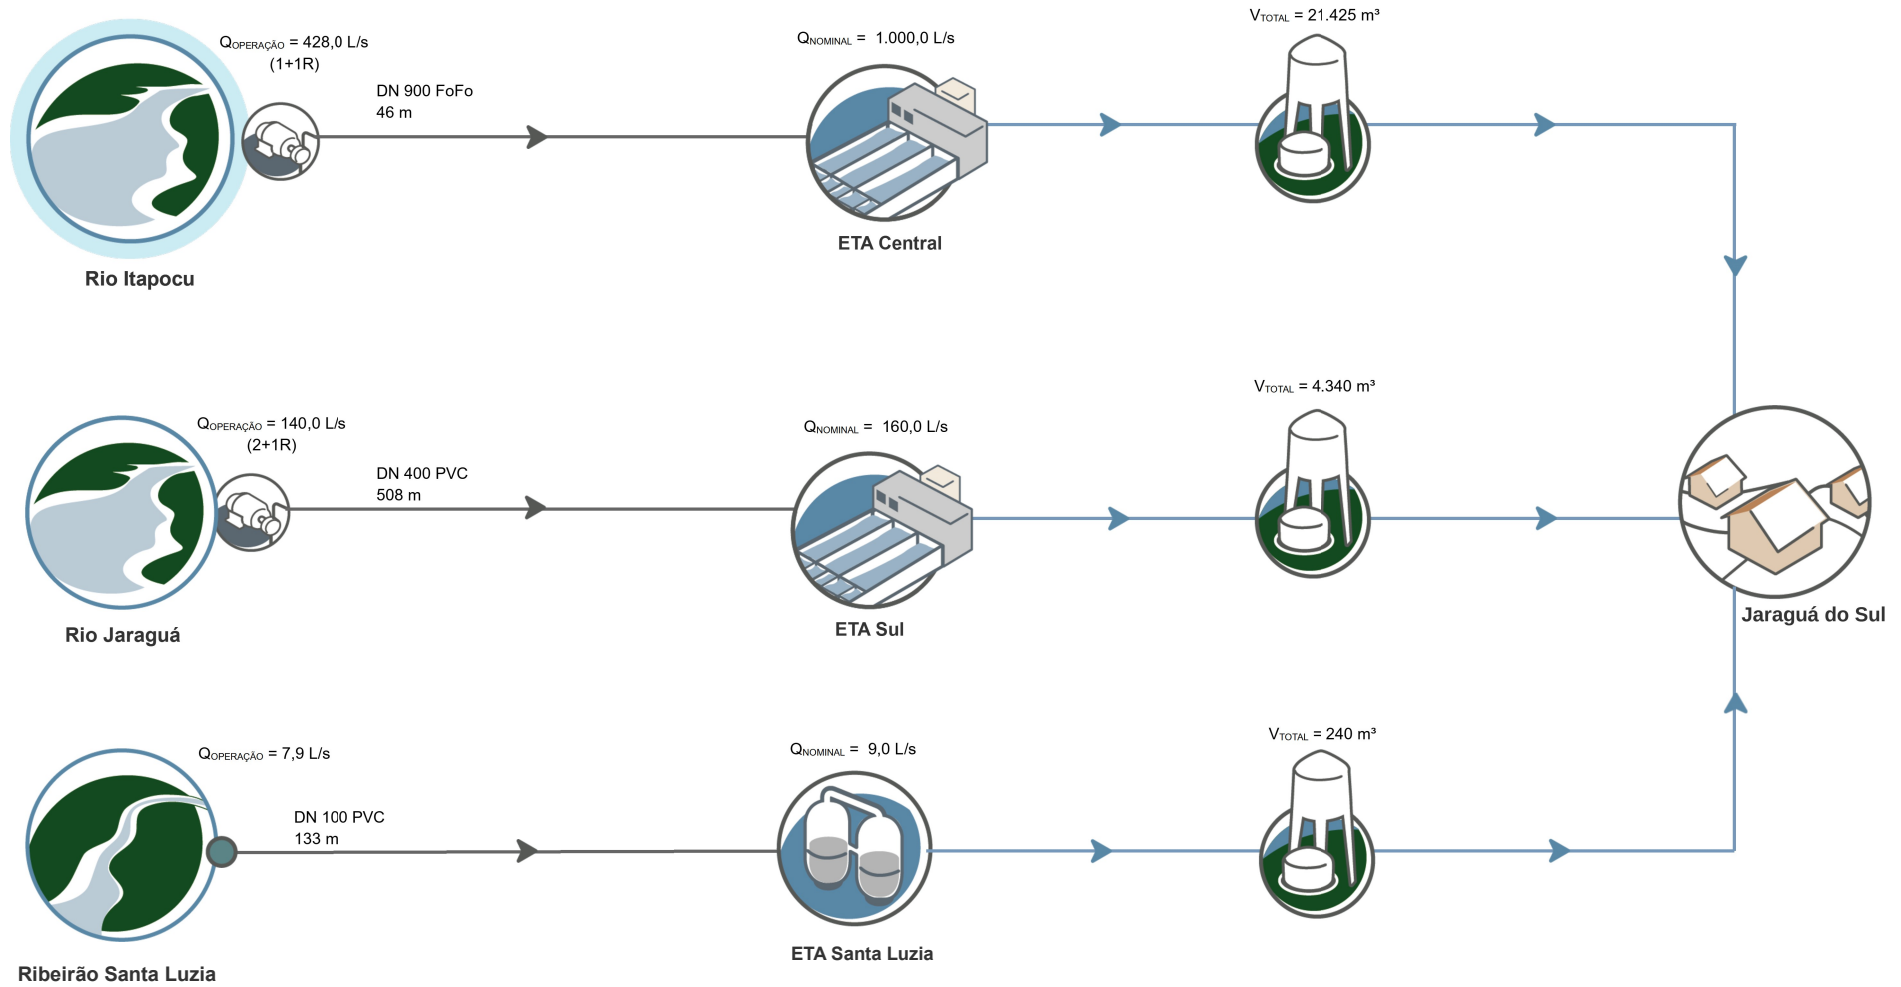 QOPERAÇÃO = 428,0 L/s
(1+1R)
DN 900 FoFo
46 m
QNOMINAL = 1.000,0 L/s
VTOTAL = 21.425 m³
Rio Itapocu
ETA Central
QOPERAÇÃO = 140,0 L/s
(2+1R)
DN 400 PVC
508 m
QNOMINAL = 160,0 L/s
VTOTAL = 4.340 m³
Rio Jaraguá
ETA Sul
Jaraguá do Sul
QOPERAÇÃO = 7,9 L/s
DN 100 PVC
133 m
QNOMINAL = 9,0 L/s
VTOTAL = 240 m³
Ribeirão Santa Luzia
ETA Santa Luzia